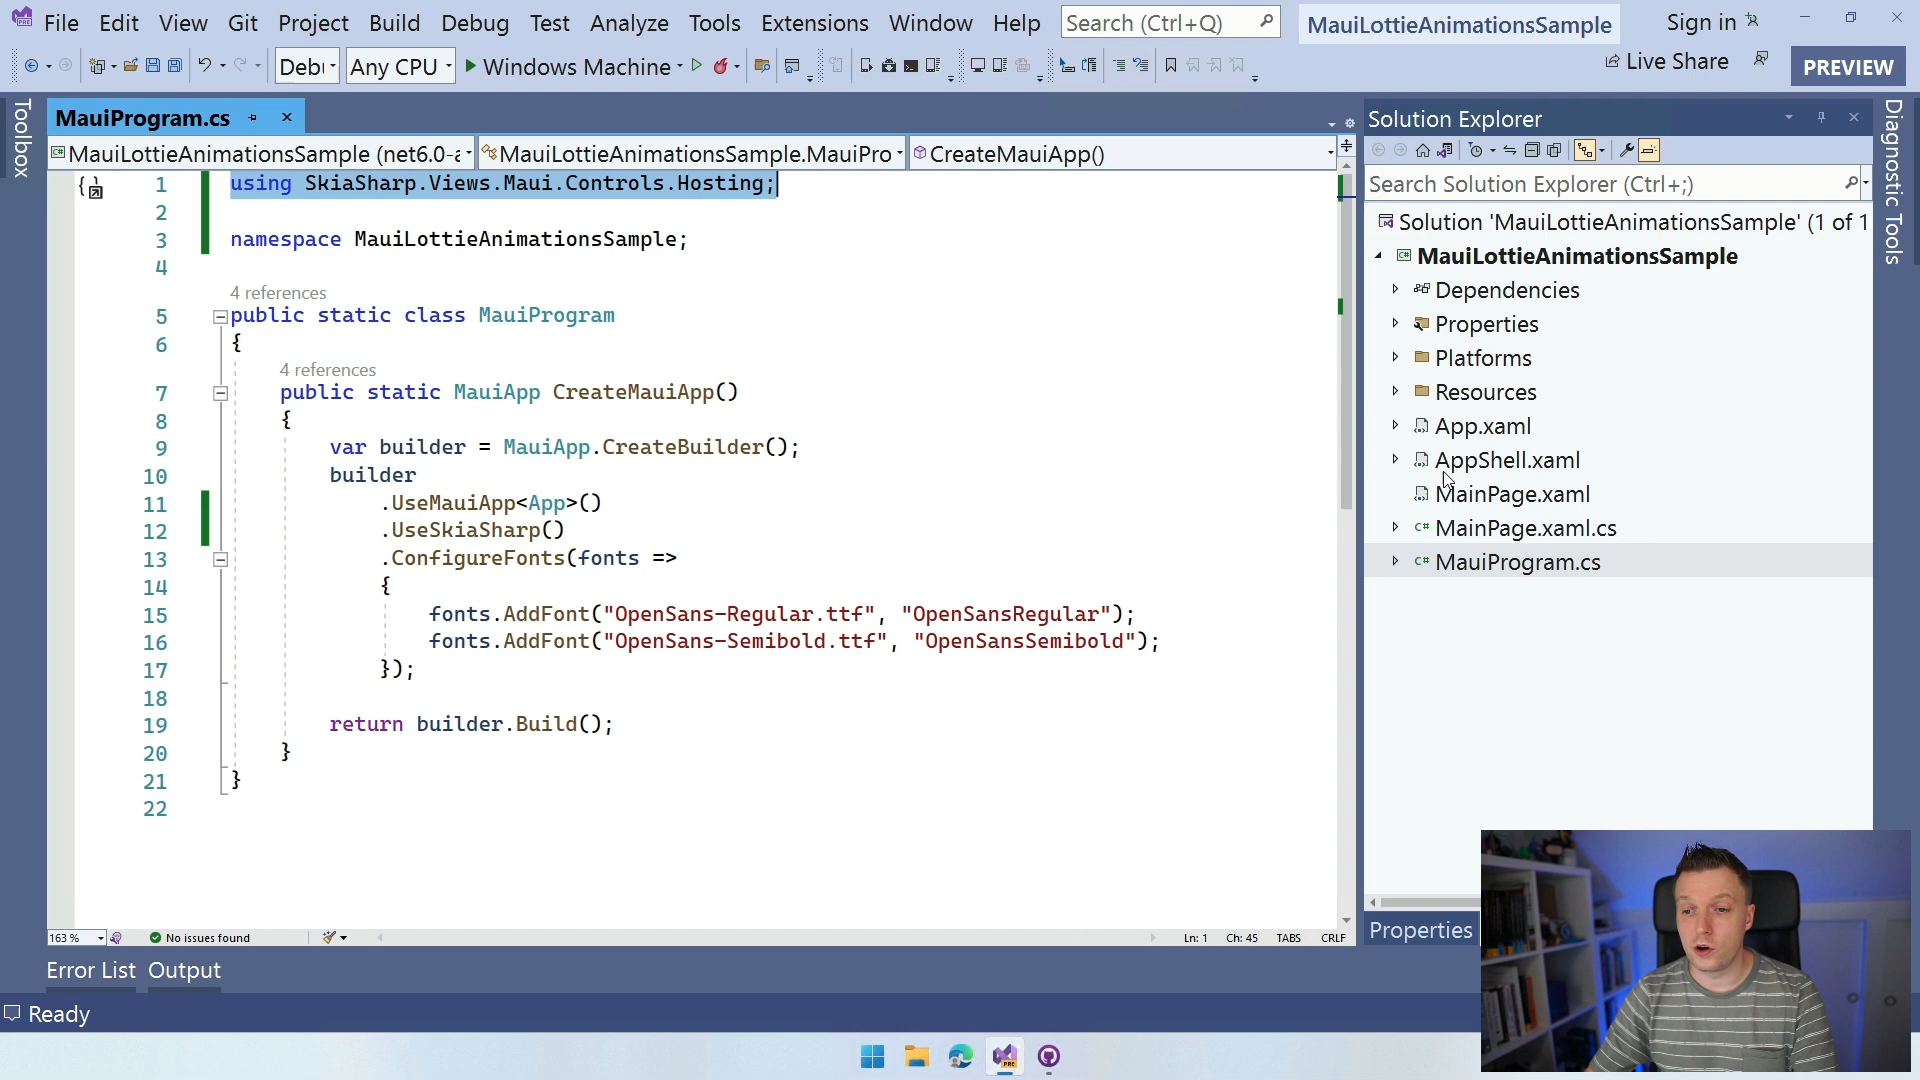 File Edit View Git Project Build Debug Test Analyze Tools Extensions Window Help Search (Ctrl+Q) MauiLottieAnimationsSample Sign in
Any CPU Windows Machine Live Share PREVIEW
Toolbox
MauiProgram.cs
MauiLottieAnimationsSample (net6.0- MauiLottieAnimationsSample.MauiPro CreateMauiApp()
1 using SkiaSharp.Views.Maui.Controls.Hosting;
2
3 namespace MauiLottieAnimationsSample;
4
4 references
5 public static class MauiProgram
6 {
4 references
7 public static MauiApp CreateMauiApp()
8 {
9 var builder = MauiApp.CreateBuilder();
10 builder
11 .UseMauiApp<App>()
12 .UseSkiaSharp()
13 .ConfigureFonts(fonts =>
14 {
15 fonts.AddFont("OpenSans-Regular.ttf", "OpenSansRegular");
16 fonts.AddFont("OpenSans-Semibold.ttf", "OpenSansSemibold");
17 });
18
19 return builder.Build();
20 }
21 }
22
163 % No issues found Ln: 1 Ch: 45 TABS CRLF
Error List Output
Ready
Solution Explorer
Search Solution Explorer (Ctrl+;)
Solution 'MauiLottieAnimationsSample' (1 of 1
MauiLottieAnimationsSample
Dependencies
Properties
Platforms
Resources
App.xaml
AppShell.xaml
MainPage.xaml
MainPage.xaml.cs
MauiProgram.cs
Properties
Diagnostic Tools